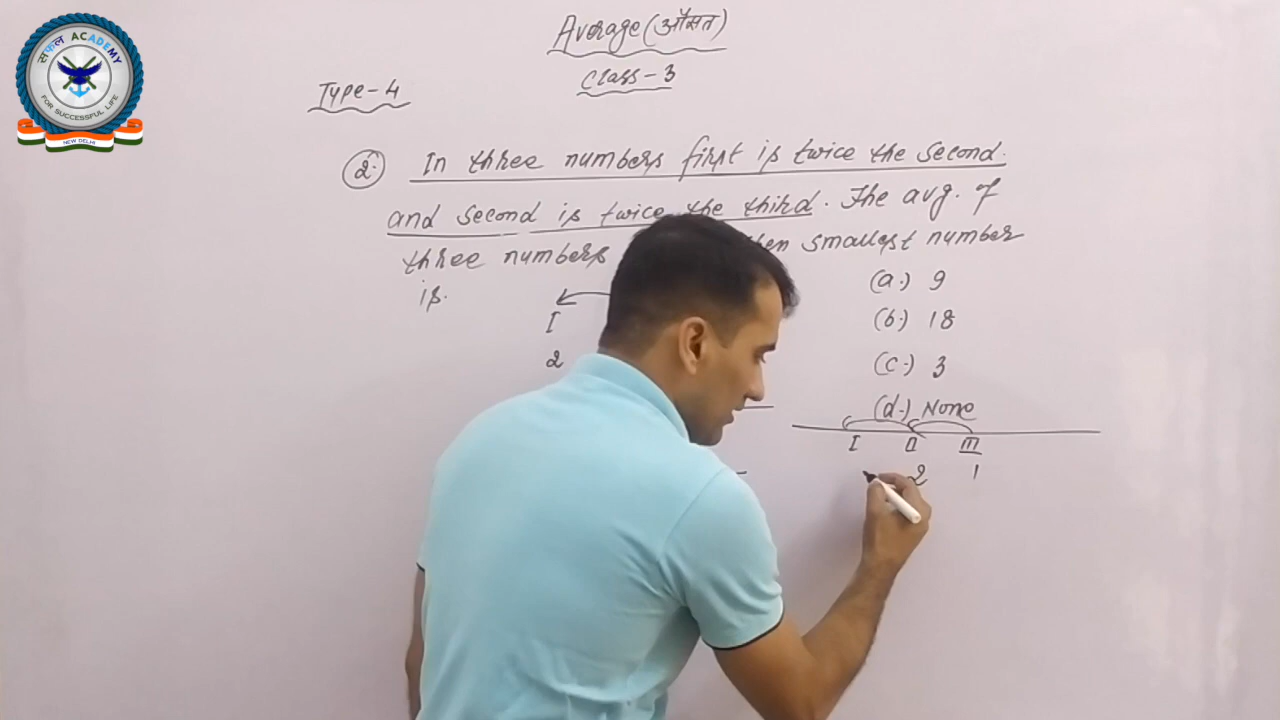 सफल ACADEMY
FOR SUCCESSFUL LIFE
NEW DELHI
Average (औसत)
Class - 3
Type - 4
2. In three numbers first is twice the second.
and second is twice the third. The avg. of
three numbers smallest number
is.
(a.) 9
(b.) 18
(c.) 3
(d.) None
I
2
I II III
2 1